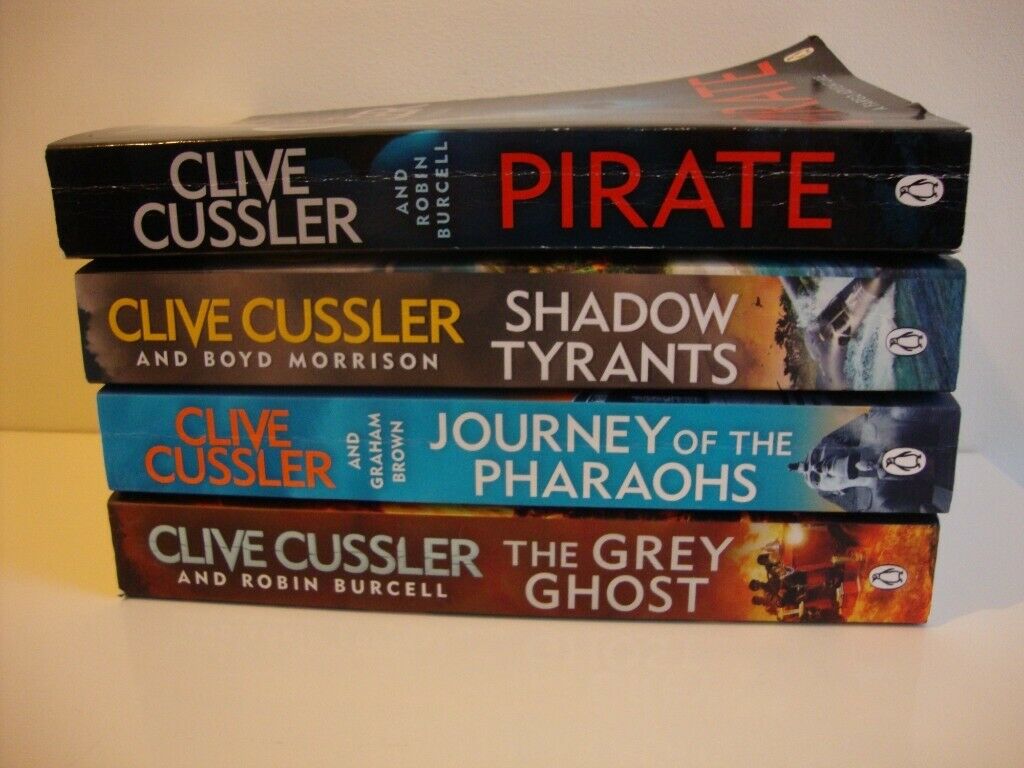 PIRATE
CLIVE
CUSSLER
AND
ROBIN
BURCELL
PIRATE
CLIVE CUSSLER
AND BOYD MORRISON
SHADOW
TYRANTS
CLIVE
CUSSLER
AND
GRAHAM
BROWN
JOURNEY OF THE
PHARAOHS
CLIVE CUSSLER
AND ROBIN BURCELL
THE GREY
GHOST